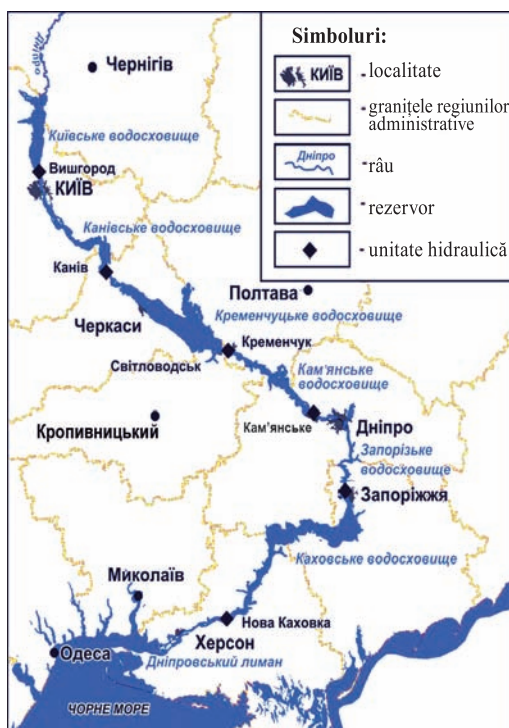 Simboluri:
КИЇВ - localitate
- granițele regiunilor
administrative
Дніпро
- râu
- rezervor
- unitate hidraulică
Дніпро
Чернігів
Київське водосховище
Вишгород
КИЇВ
Канівське водосховище
Канів
Полтава
Черкаси
Кременчуцьке водосховище
Кременчук
Світловодськ
Кам'янське
водосховище
Кропивницький
Кам'янське
Дніпро
Запорізьке
водосховище
Запоріжжя
Каховське водосховище
Миколаїв
Нова Каховка
Херсон
Одеса
Дніпровський лиман
ЧОРНЕ МОРЕ